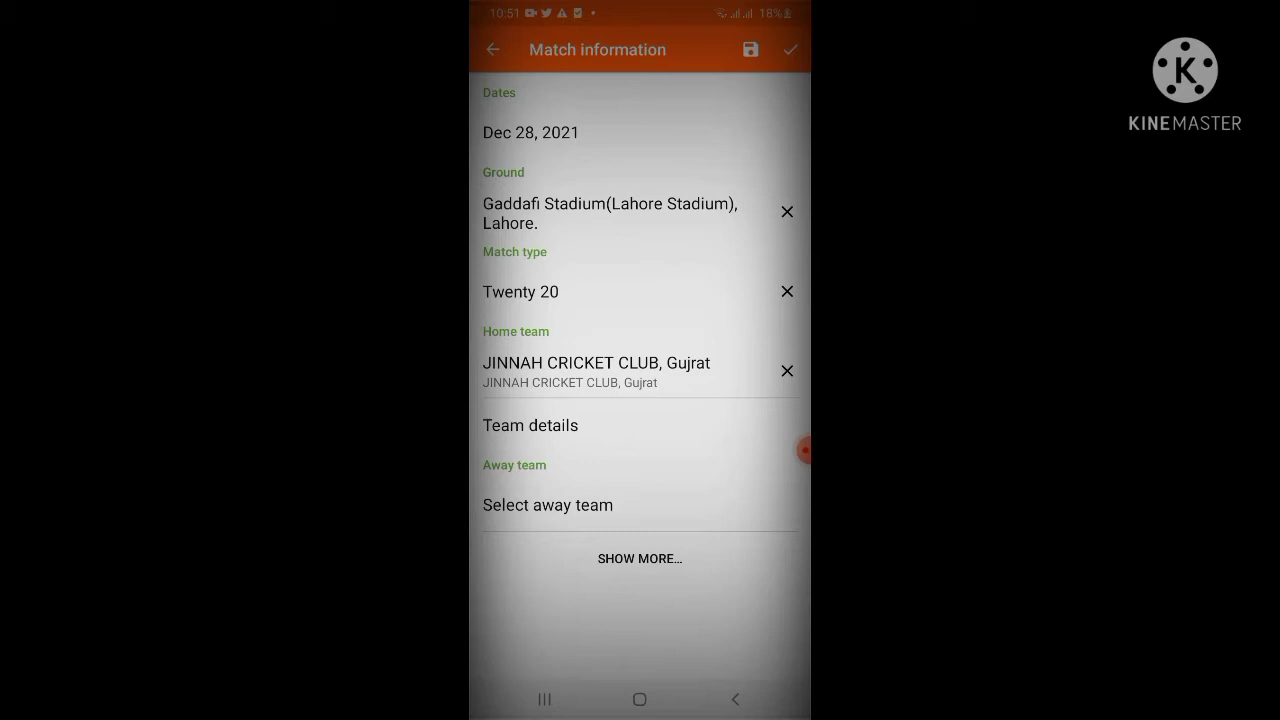 10:51
18%
Match information
KINEMASTER
Dates
Dec 28, 2021
Ground
Gaddafi Stadium(Lahore Stadium),
Lahore.
Match type
Twenty 20
Home team
JINNAH CRICKET CLUB, Gujrat
JINNAH CRICKET CLUB, Gujrat
Team details
Away team
Select away team
SHOW MORE...